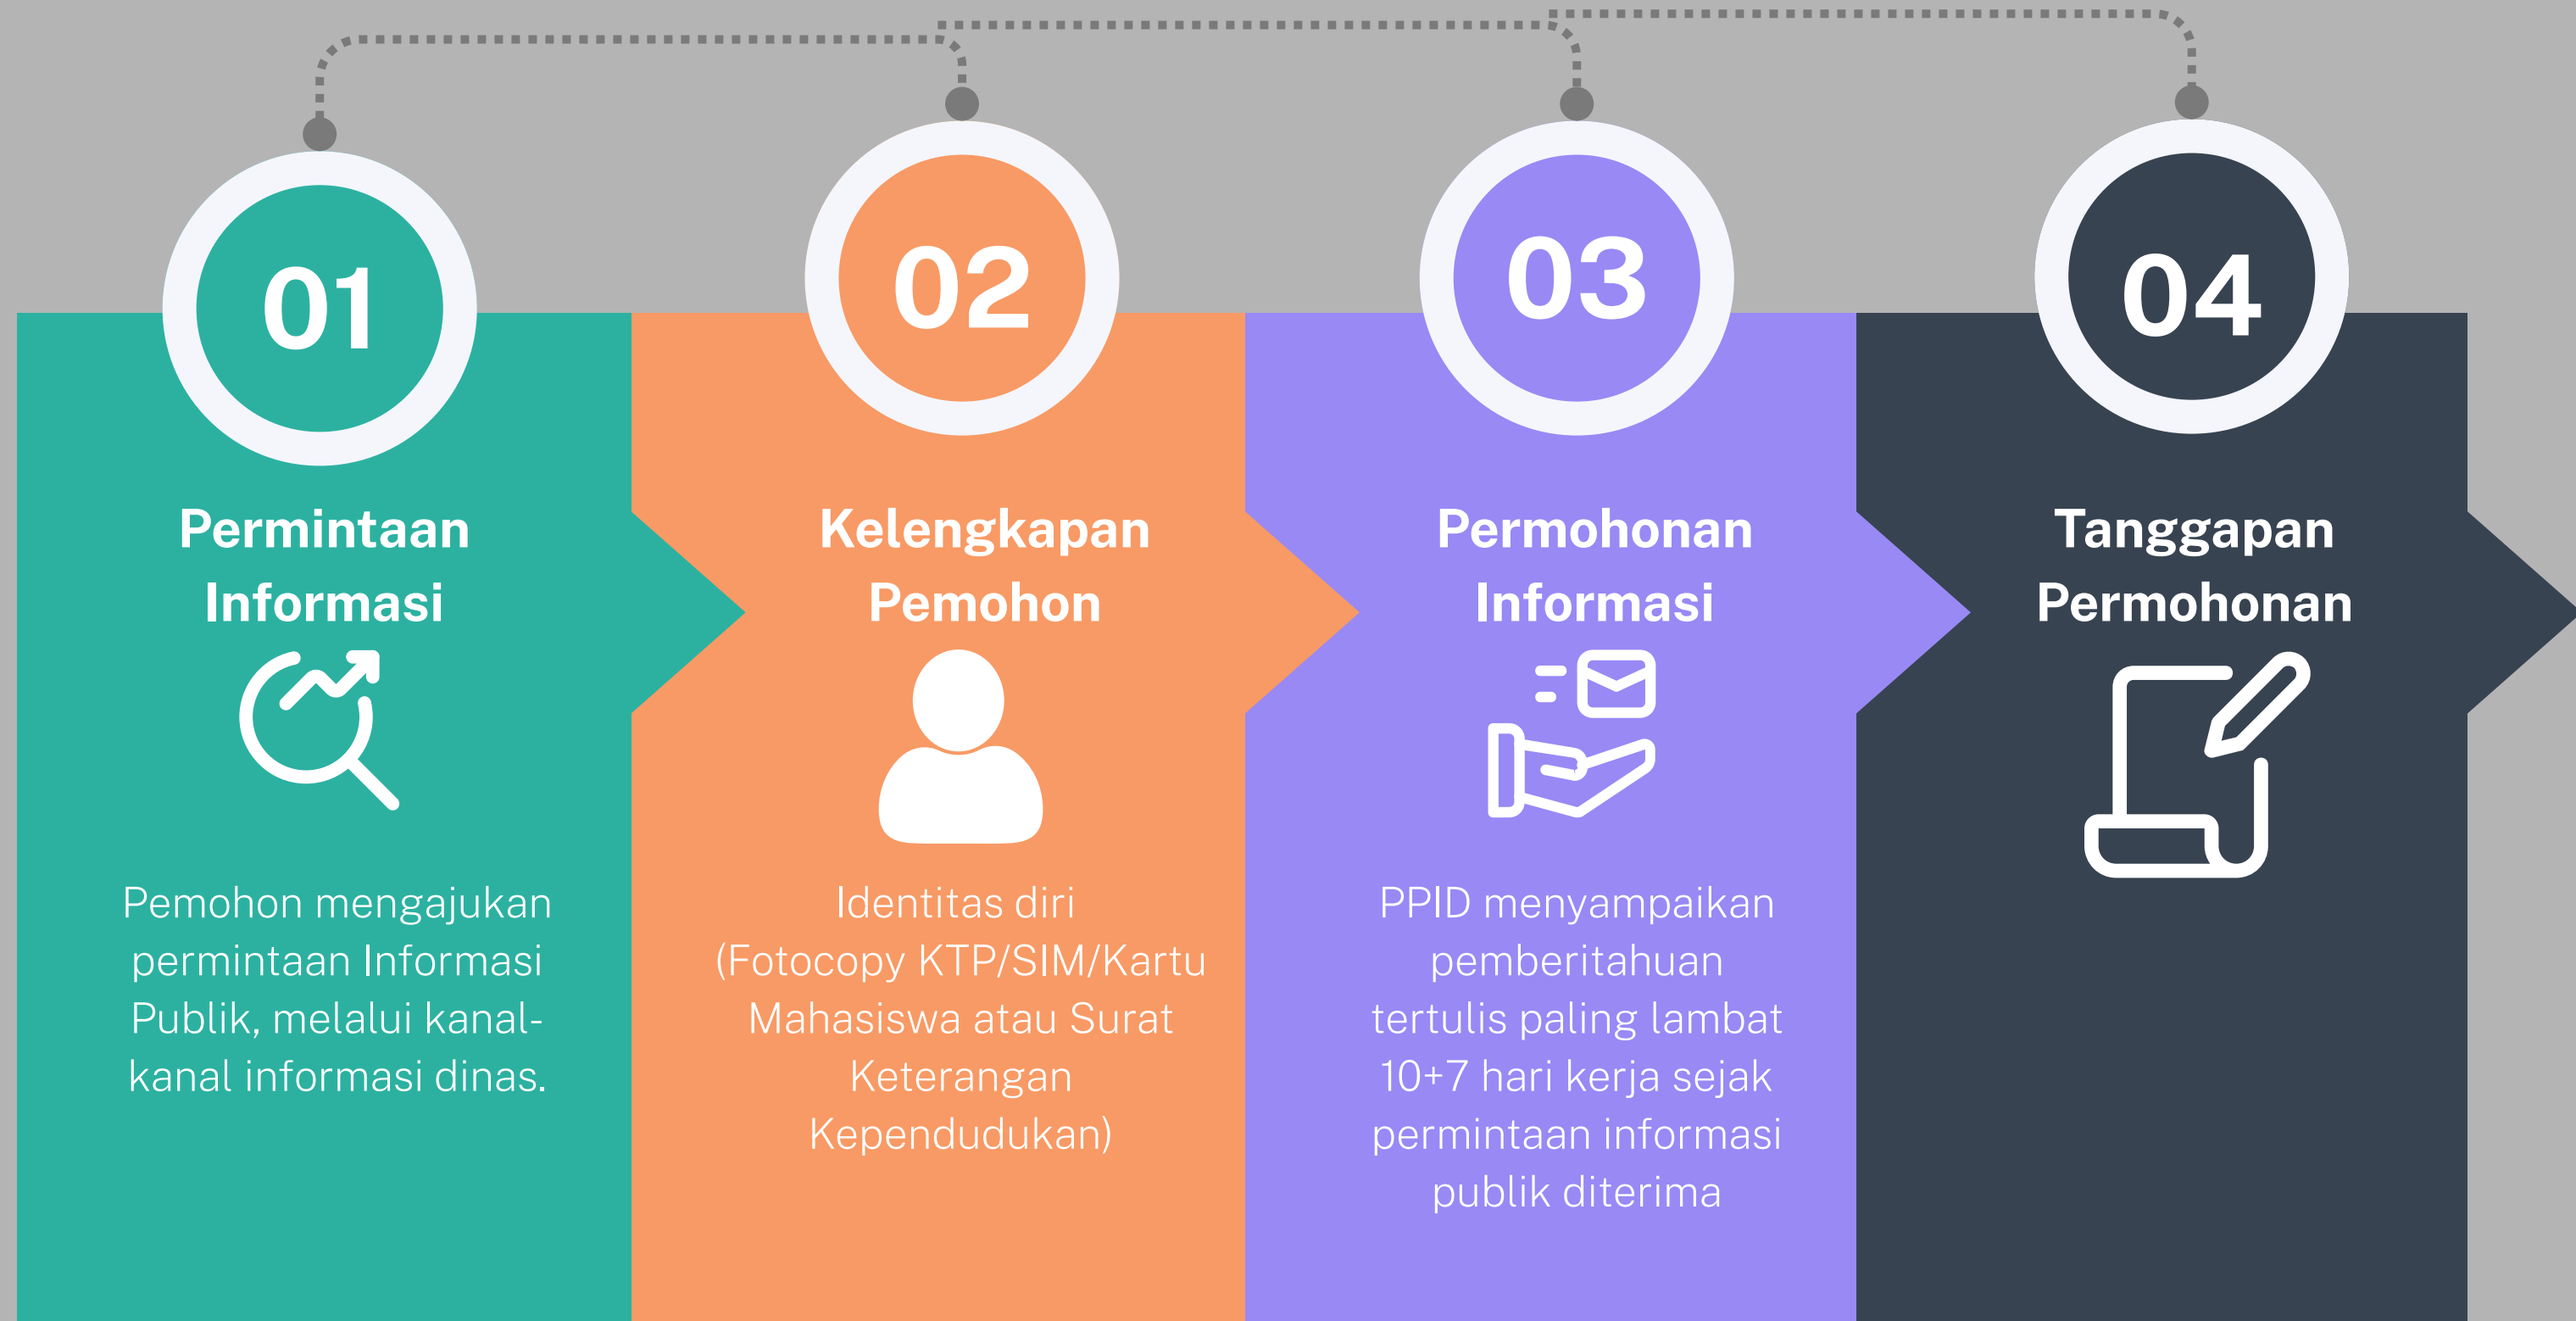 01
Permintaan
Informasi
Pemohon mengajukan
permintaan Informasi
Publik, melalui kanal-
kanal informasi dinas.
02
Kelengkapan
Pemohon
Identitas diri
(Fotocopy KTP/SIM/Kartu
Mahasiswa atau Surat
Keterangan
Kependudukan)
03
Permohonan
Informasi
PPID menyampaikan
pemberitahuan
tertulis paling lambat
10+7 hari kerja sejak
permintaan informasi
publik diterima
04
Tanggapan
Permohonan